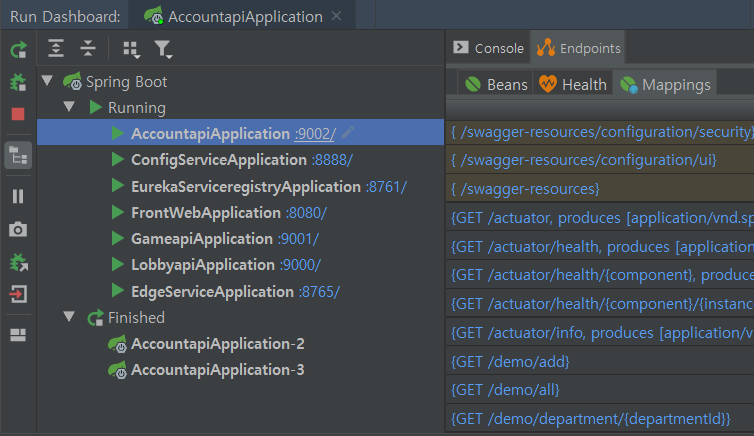 Run Dashboard: AccountapiApplication
Console Endpoints
Beans Health Mappings
Spring Boot
Running
AccountapiApplication :9002/
ConfigServiceApplication :8888/
EurekaServiceregistryApplication :8761/
FrontWebApplication :8080/
GameapiApplication :9001/
LobbyapiApplication :9000/
EdgeServiceApplication :8765/
Finished
AccountapiApplication-2
AccountapiApplication-3
{ /swagger-resources/configuration/security}
{ /swagger-resources/configuration/ui}
{ /swagger-resources}
{GET /actuator, produces [application/vnd.sp
{GET /actuator/health, produces [application
{GET /actuator/health/{component}, produce
{GET /actuator/health/{component}/{instanc
{GET /actuator/info, produces [application/v
{GET /demo/add}
{GET /demo/all}
{GET /demo/department/{departmentId}}